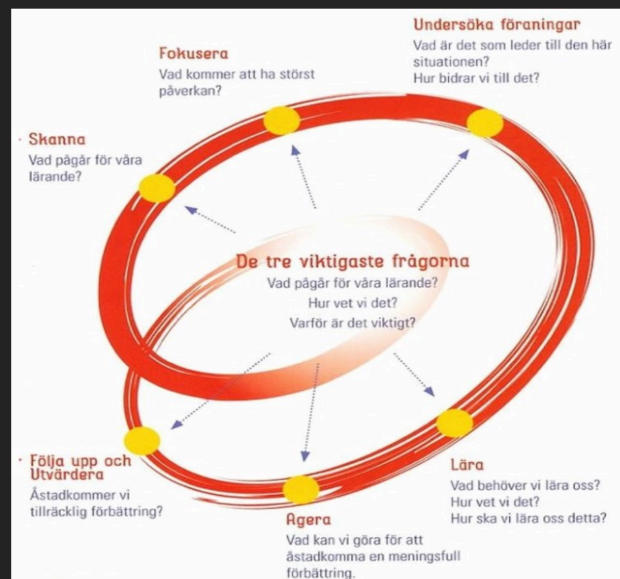 Undersöka föraningar
Vad är det som leder till den här
situationen?
Hur bidrar vi till det?
Fokusera
Vad kommer att ha störst
påverkan?
· Skanna
Vad pågår för våra
lärande?
De tre viktigaste frågorna
Vad pågår för våra lärande?
Hur vet vi det?
Varför är det viktigt?
· Följa upp och
Utvärdera
Åstadkommer vi
tillräcklig förbättring?
Agera
Vad kan vi göra för att
åstadkomma en meningsfull
förbättring.
Lära
Vad behöver vi lära oss?
Hur vet vi det?
Hur ska vi lära oss detta?